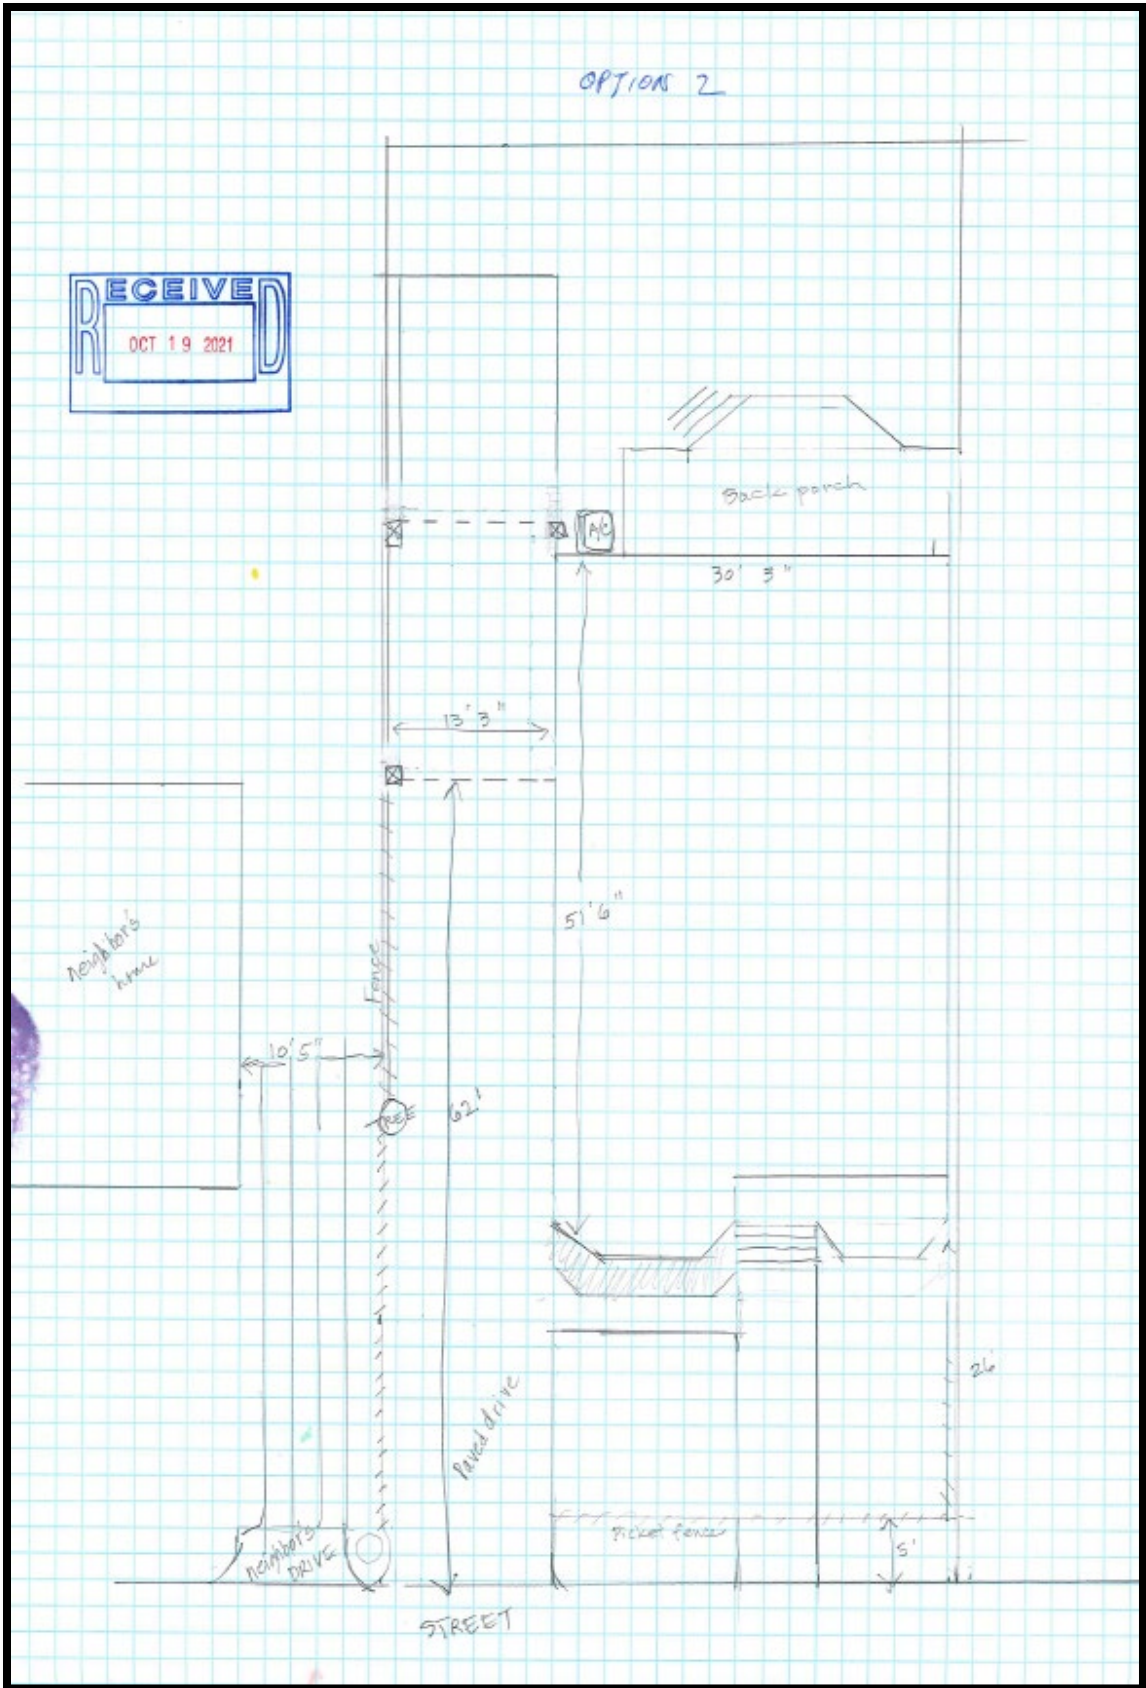 OPTION 2
RECEIVED
OCT 19 2021
A/C
Back porch
30' 3"
13' 3"
51'6"
neighbor's
home
Fence
10'5"
TREE
62'
26'
Paved drive
Picket fence
5'
neighbor's
DRIVE
STREET